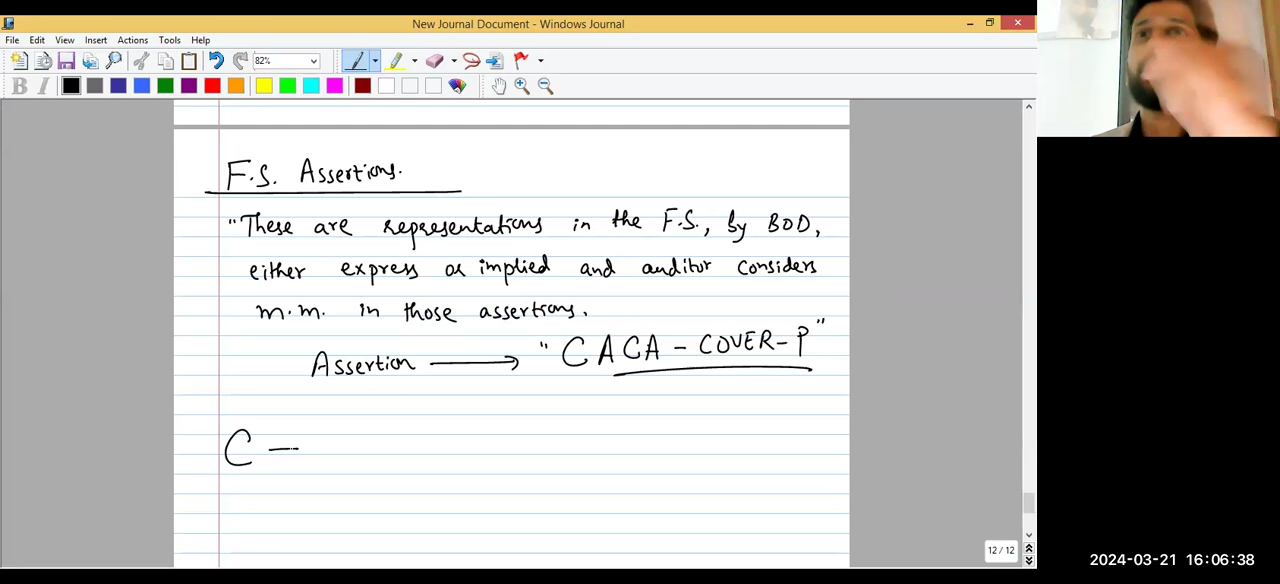 New Journal Document - Windows Journal
File Edit View Insert Actions Tools Help
82%
F.S. Assertions.
"These are representations in the F.S., by BOD,
either express or implied and auditor considers
m.m. in those assertions.
Assertion → "CACA - COVER-P"
C —
12 / 12
2024-03-21 16:06:38